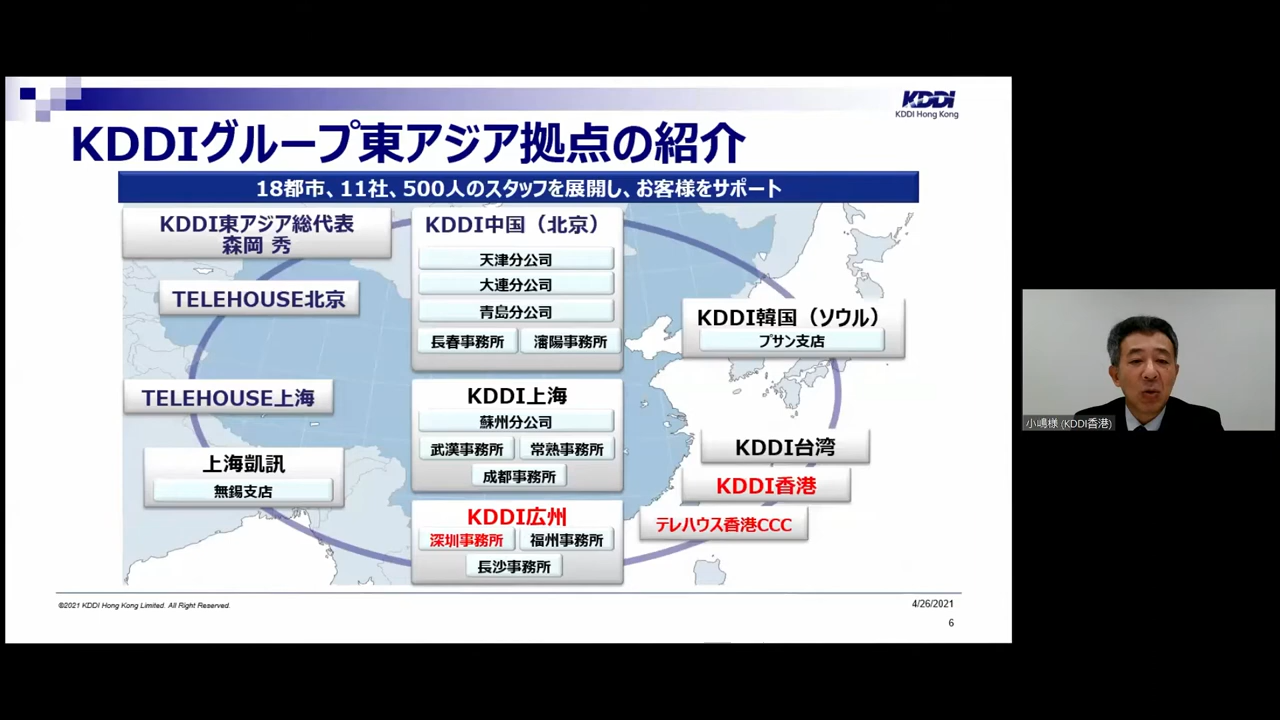 KDDI
KDDI Hong Kong
KDDIグループ東アジア拠点の紹介
18都市、11社、500人のスタッフを展開し、お客様をサポート
KDDI東アジア総代表
森岡 秀
TELEHOUSE北京
TELEHOUSE上海
上海凱訊
無錫支店
KDDI中国（北京）
天津分公司
大連分公司
青島分公司
長春事務所
瀋陽事務所
KDDI上海
蘇州分公司
武漢事務所
常熟事務所
成都事務所
KDDI広州
深圳事務所
福州事務所
長沙事務所
KDDI韓国（ソウル）
プサン支店
KDDI台湾
KDDI香港
テレハウス香港CCC
©2021 KDDI Hong Kong Limited. All Right Reserved.
4/26/2021
6
小嶋様 (KDDI香港)